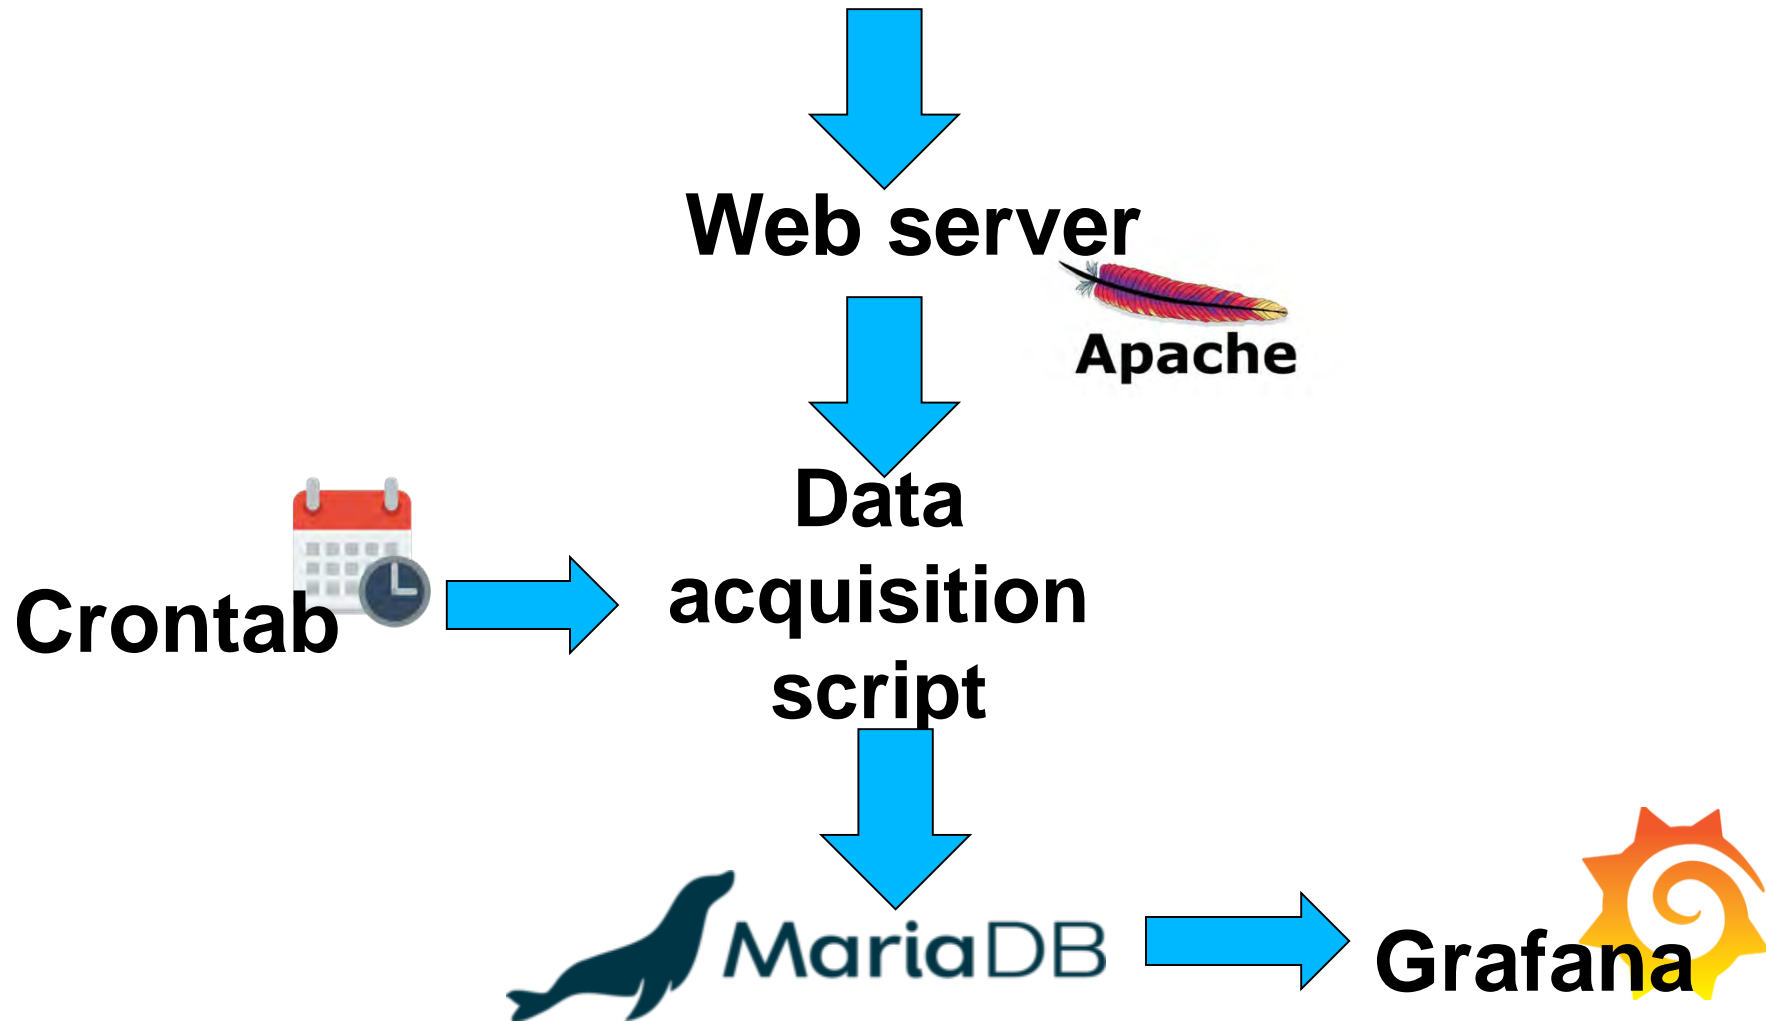 Web server
Apache
Data
acquisition
script
Crontab
MariaDB
Grafana